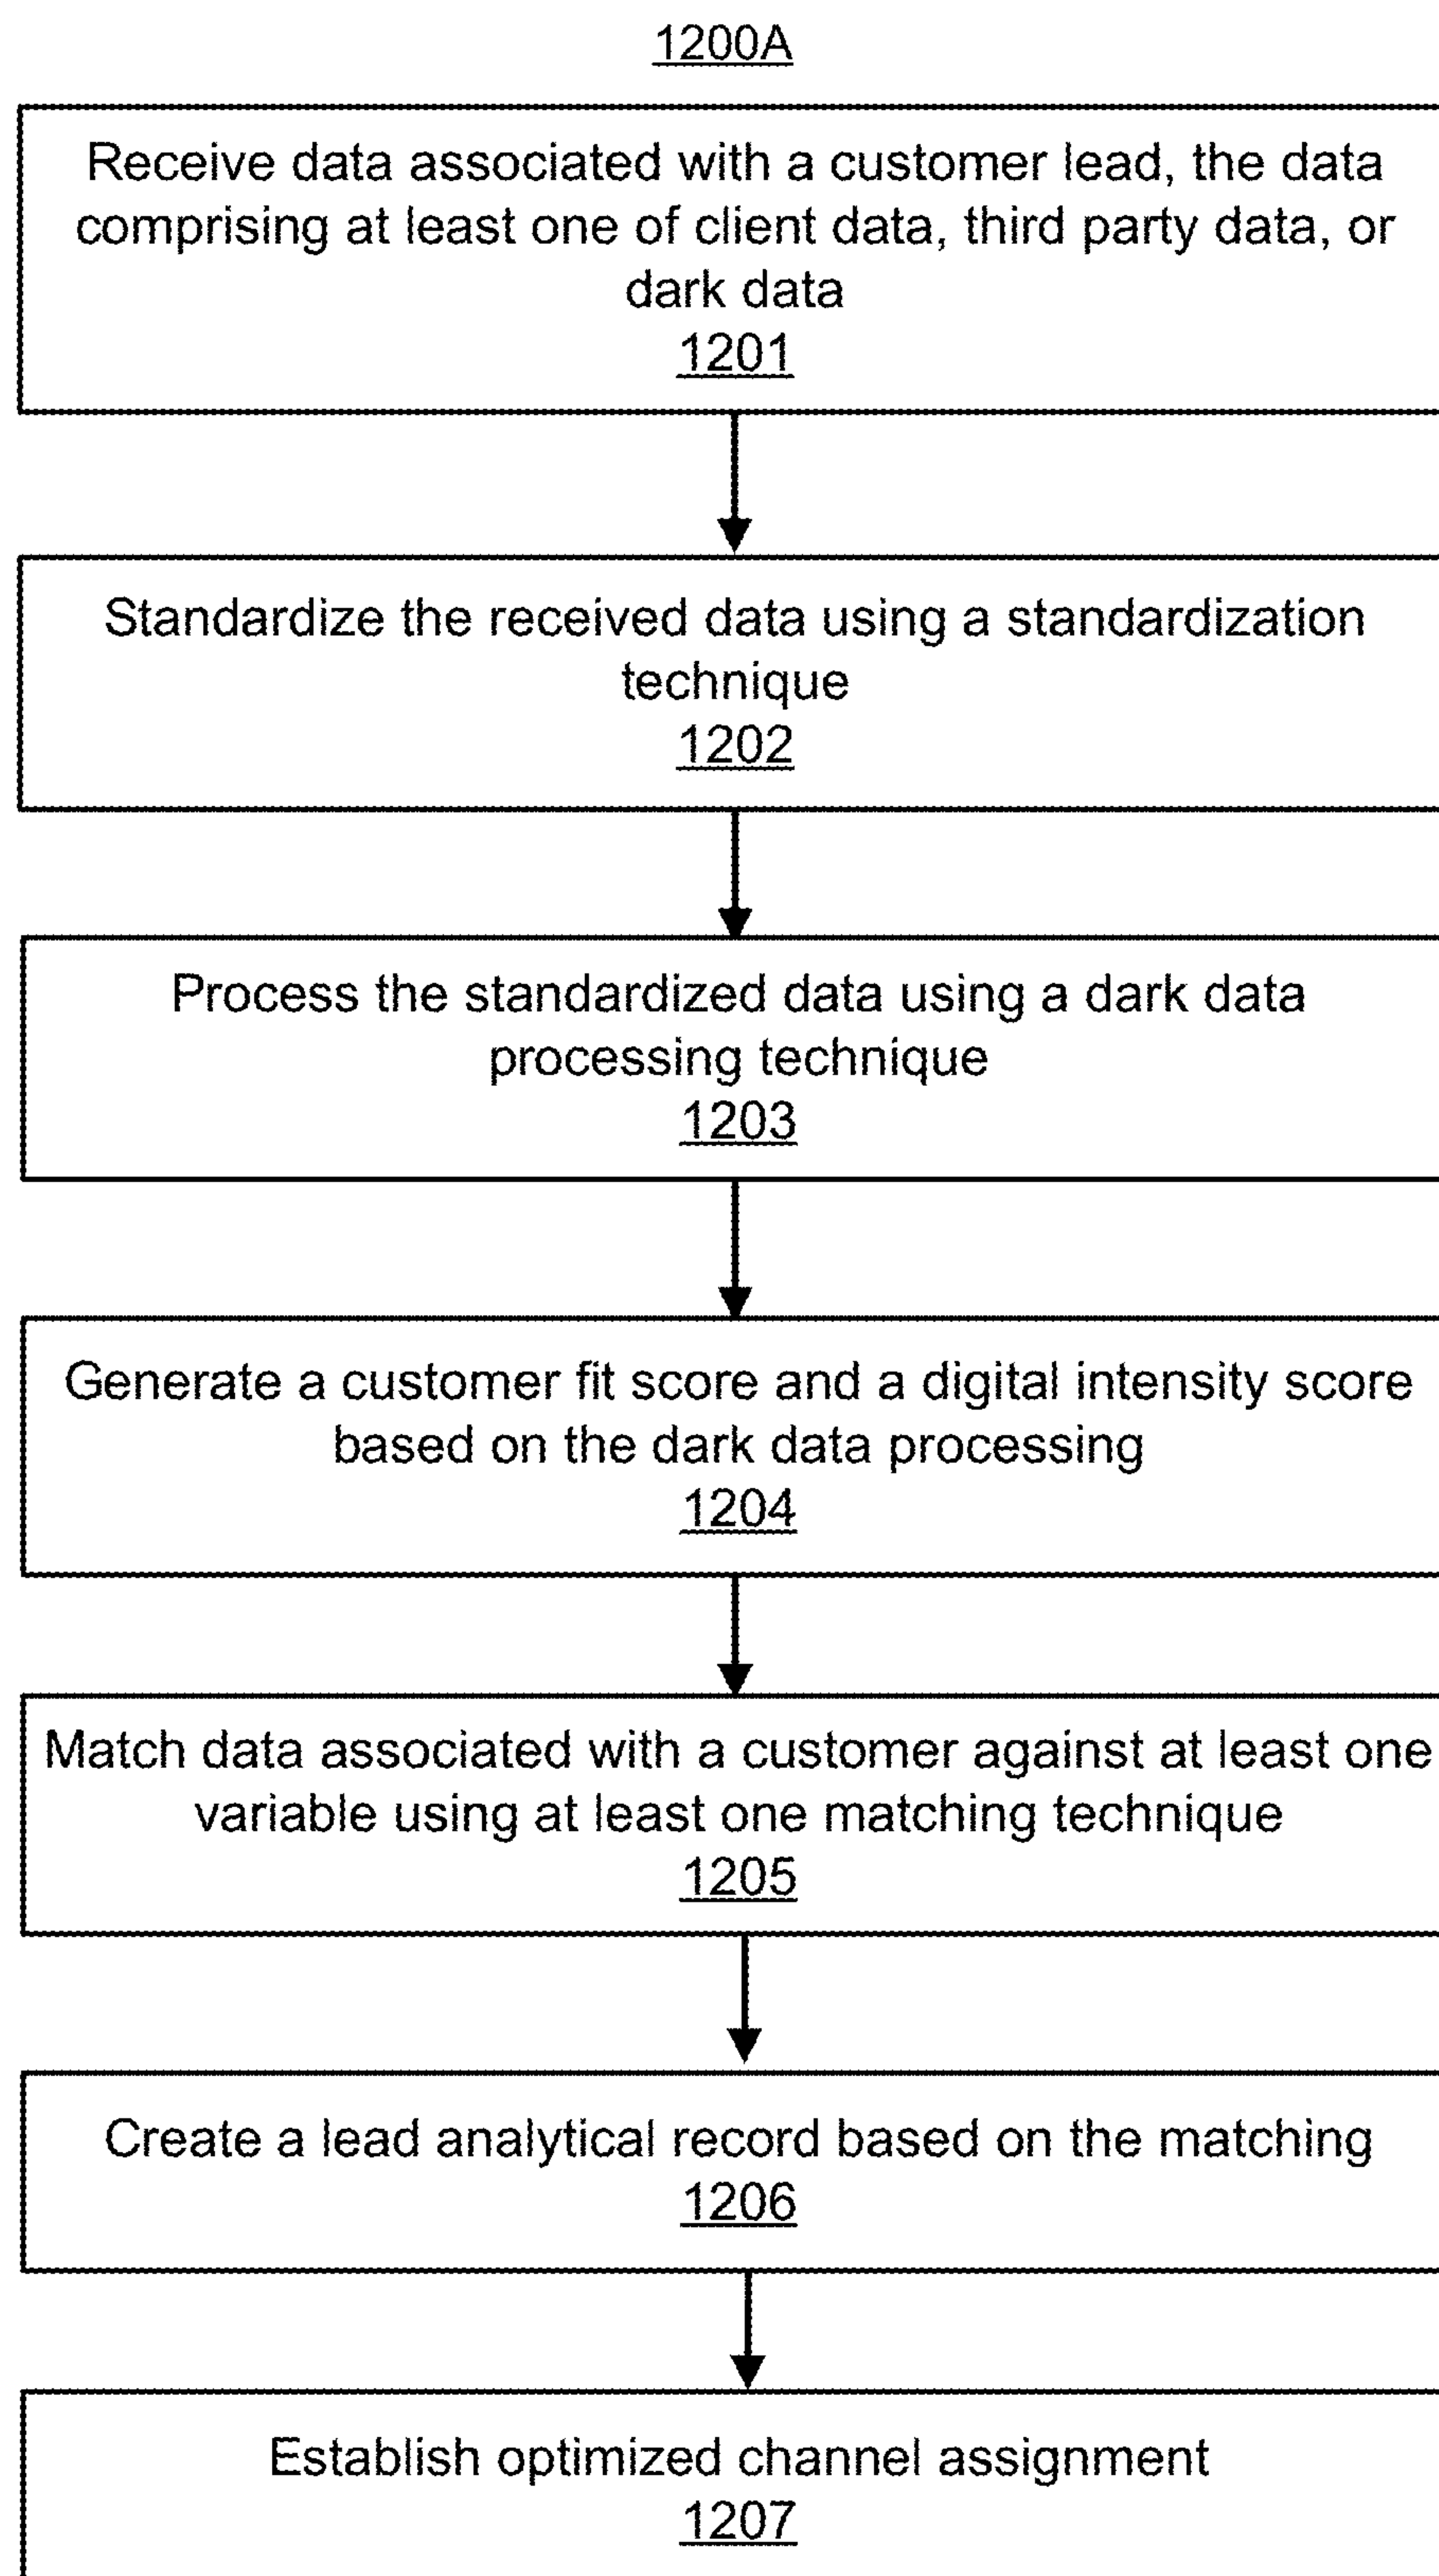 1200A
Receive data associated with a customer lead, the data
comprising at least one of client data, third party data, or
dark data
1201
Standardize the received data using a standardization
technique
1202
Process the standardized data using a dark data
processing technique
1203
Generate a customer fit score and a digital intensity score
based on the dark data processing
1204
Match data associated with a customer against at least one
variable using at least one matching technique
1205
Create a lead analytical record based on the matching
1206
Establish optimized channel assignment
1207